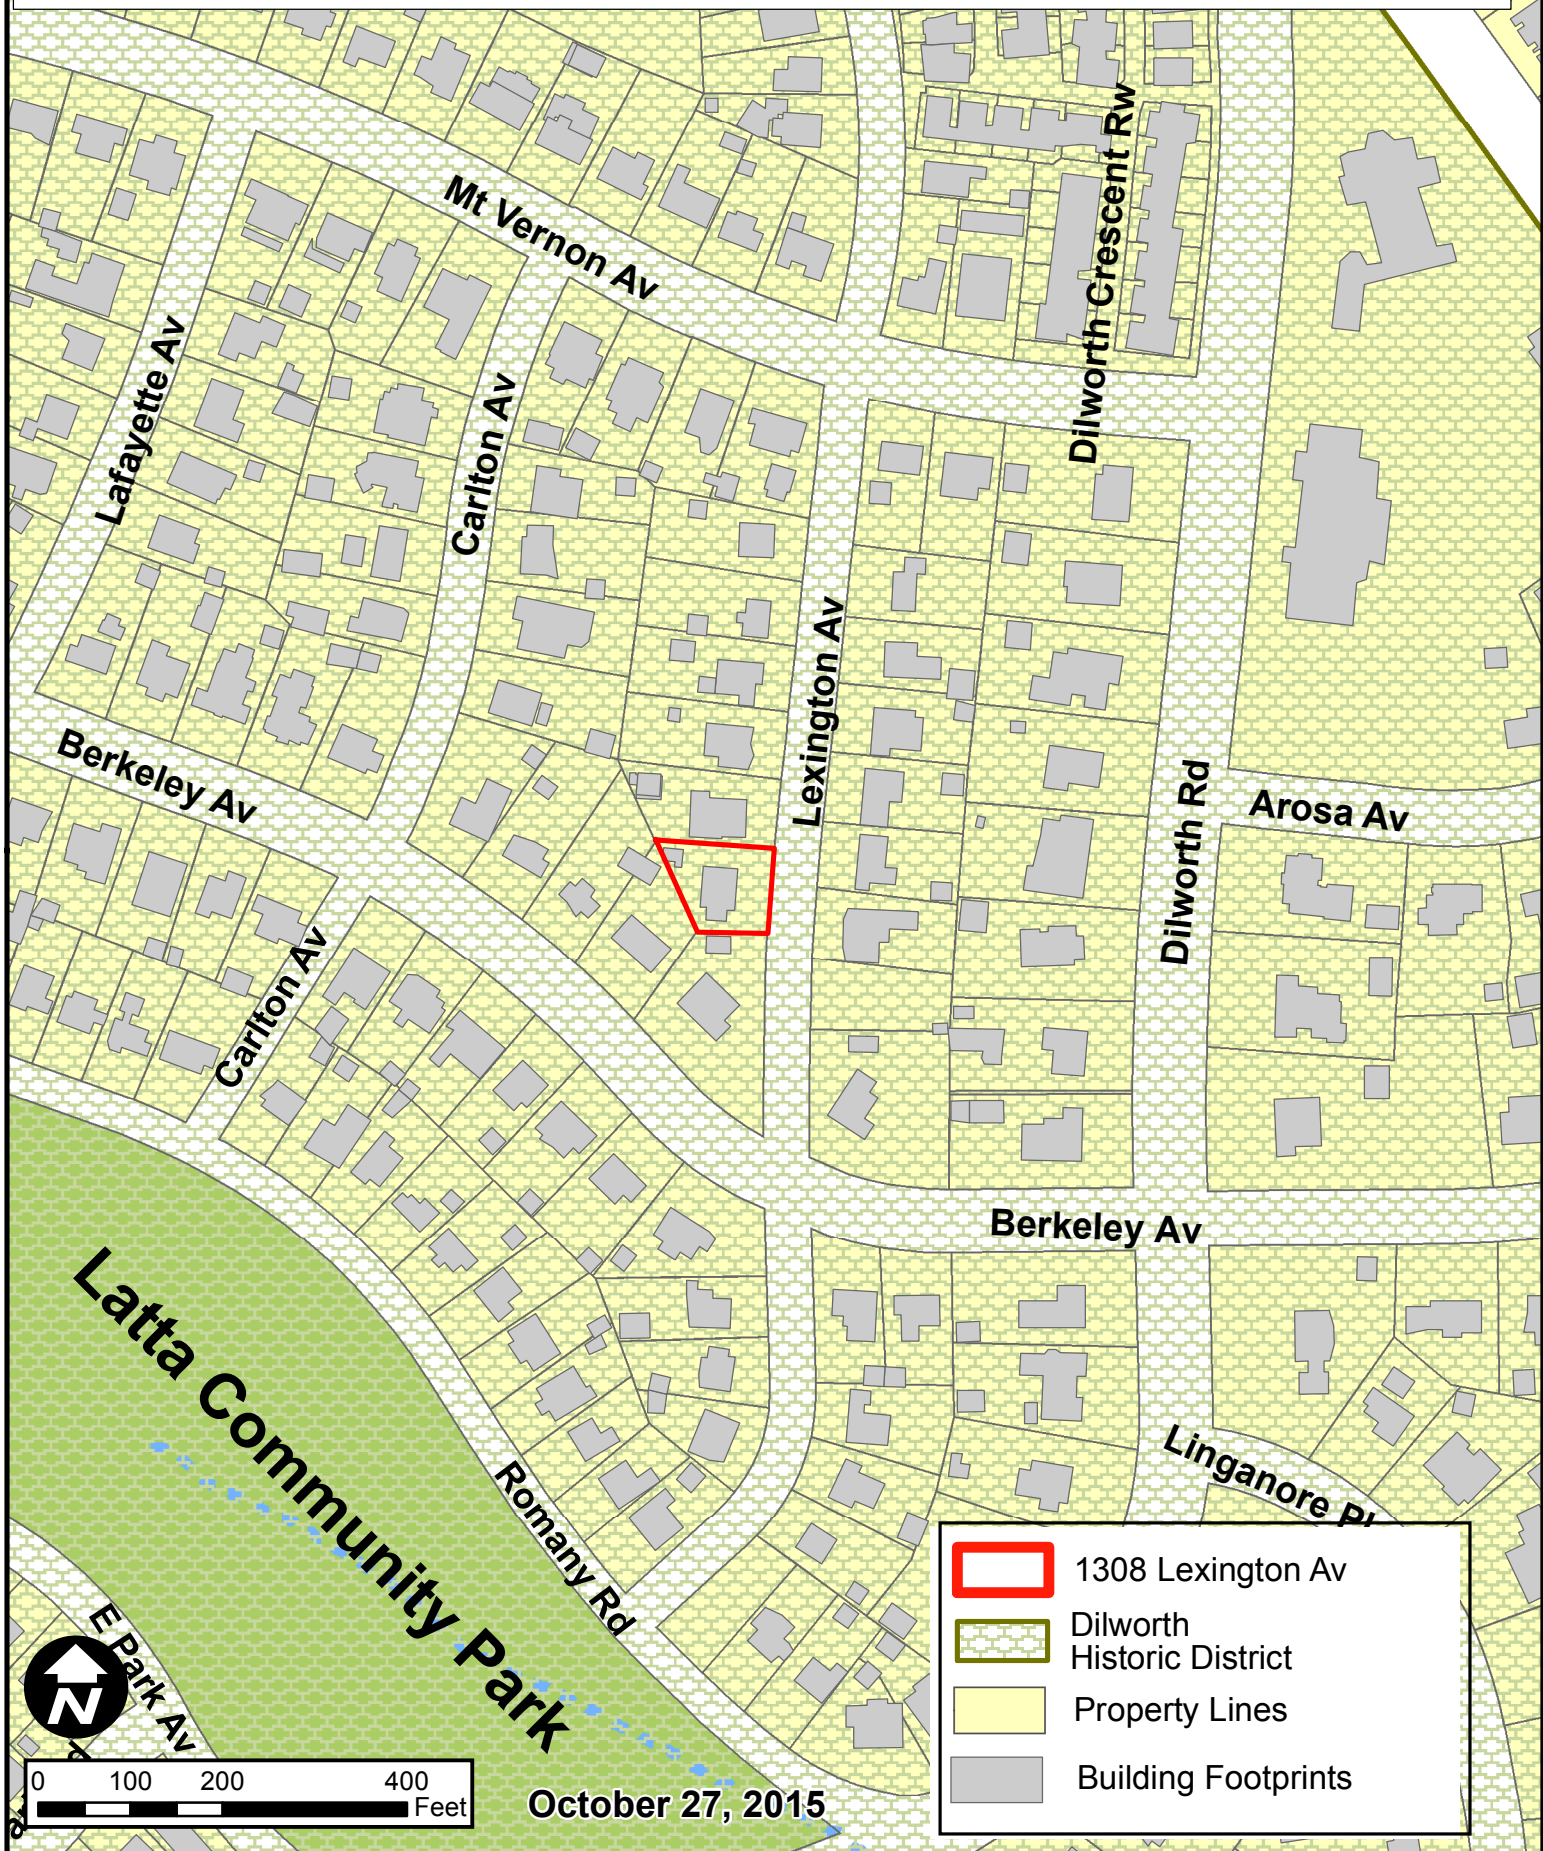 Dilworth Crescent Rw
Mt Vernon Av
Lafayette Av
Carlton Av
Lexington Av
Berkeley Av
Dilworth Rd
Arosa Av
Carlton Av
Berkeley Av
Latta Community Park
Linganore Pl
Romany Rd
E Park Av
N
0 100 200 400
Feet
October 27, 2015
1308 Lexington Av
Dilworth
Historic District
Property Lines
Building Footprints